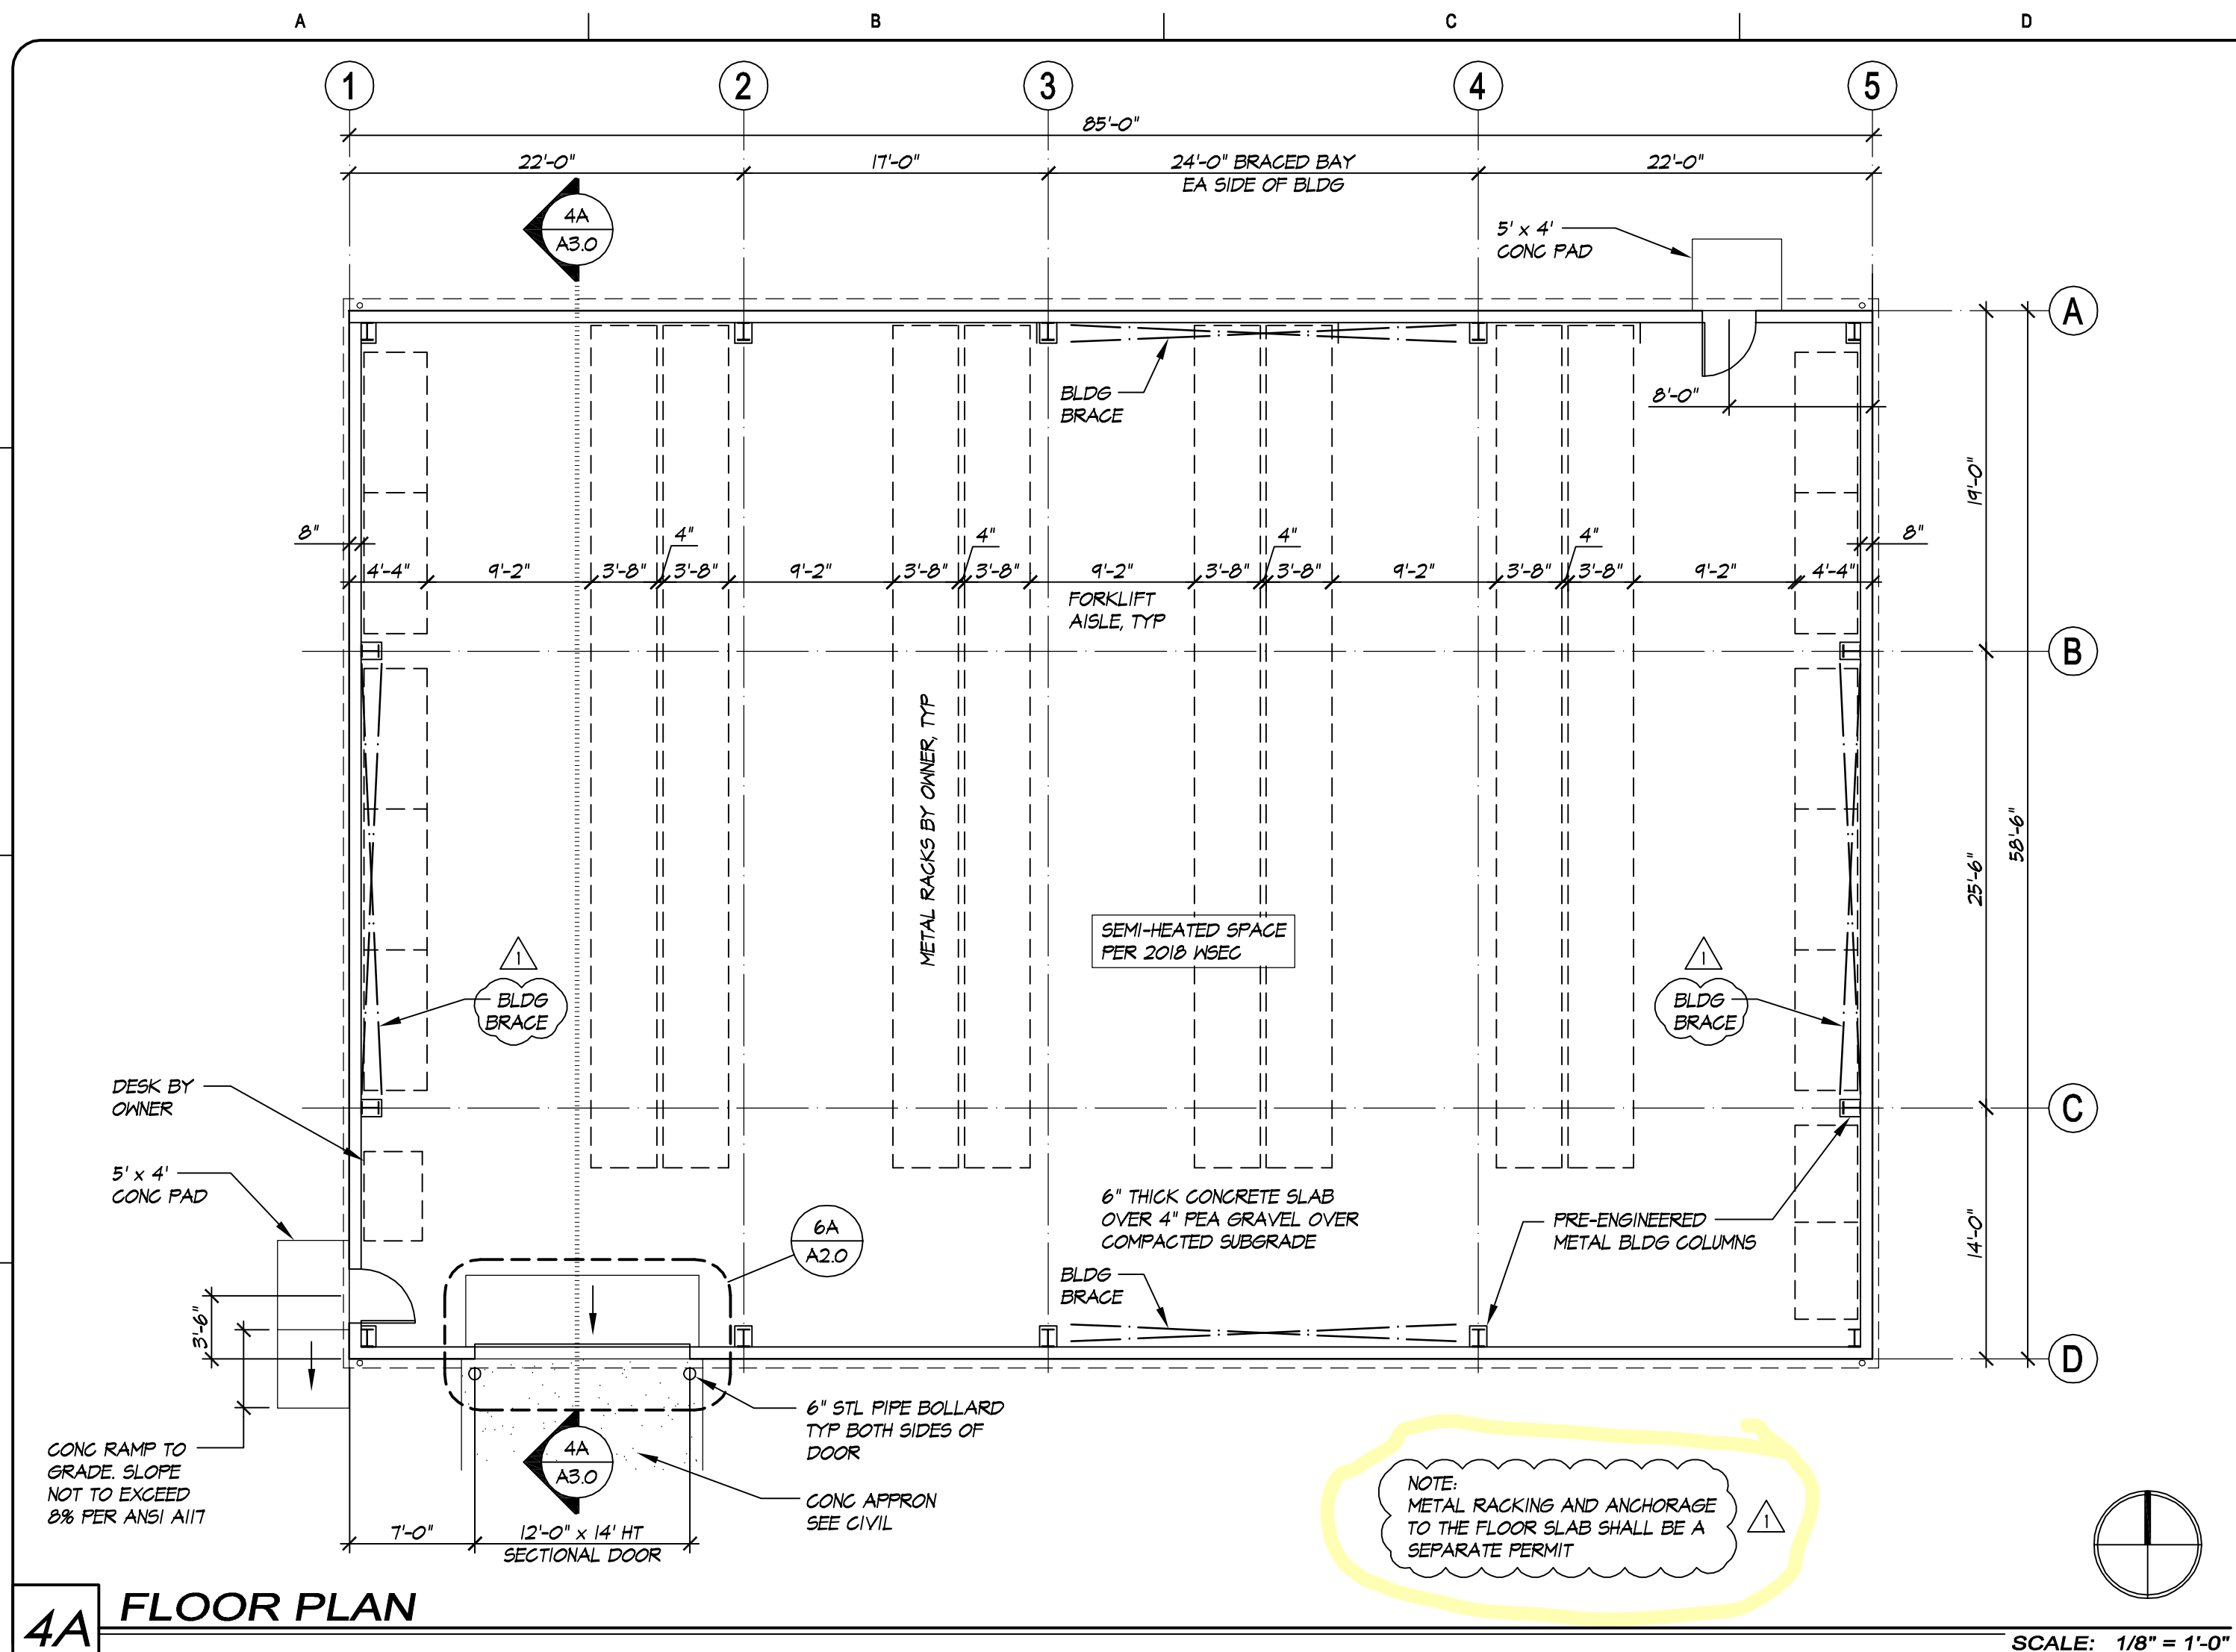 A
B
C
D
1
2
3
4
5
85'-0"
22'-0"
17'-0"
24'-0" BRACED BAY
EA SIDE OF BLDG
22'-0"
4A
A3.0
5' x 4'
CONC PAD
A
BLDG
BRACE
8'-0"
19'-0"
8"
4"
4"
4"
4"
8"
4'-4"
9'-2"
3'-8"
3'-8"
9'-2"
3'-8"
3'-8"
9'-2"
3'-8"
3'-8"
9'-2"
3'-8"
3'-8"
9'-2"
4'-4"
FORKLIFT
AISLE, TYP
B
METAL RACKS BY OWNER, TYP
58'-6"
25'-6"
SEMI-HEATED SPACE
PER 2018 WSEC
1
BLDG
BRACE
1
BLDG
BRACE
DESK BY
OWNER
C
5' x 4'
CONC PAD
6A
A2.0
6" THICK CONCRETE SLAB
OVER 4" PEA GRAVEL OVER
COMPACTED SUBGRADE
PRE-ENGINEERED
METAL BLDG COLUMNS
14'-0"
BLDG
BRACE
3'-6"
D
6" STL PIPE BOLLARD
TYP BOTH SIDES OF
DOOR
CONC RAMP TO
GRADE. SLOPE
NOT TO EXCEED
8% PER ANSI A117
4A
A3.0
CONC APPRON
SEE CIVIL
7'-0"
12'-0" x 14' HT
SECTIONAL DOOR
NOTE:
METAL RACKING AND ANCHORAGE
TO THE FLOOR SLAB SHALL BE A
SEPARATE PERMIT
1
4A
FLOOR PLAN
SCALE: 1/8" = 1'-0"